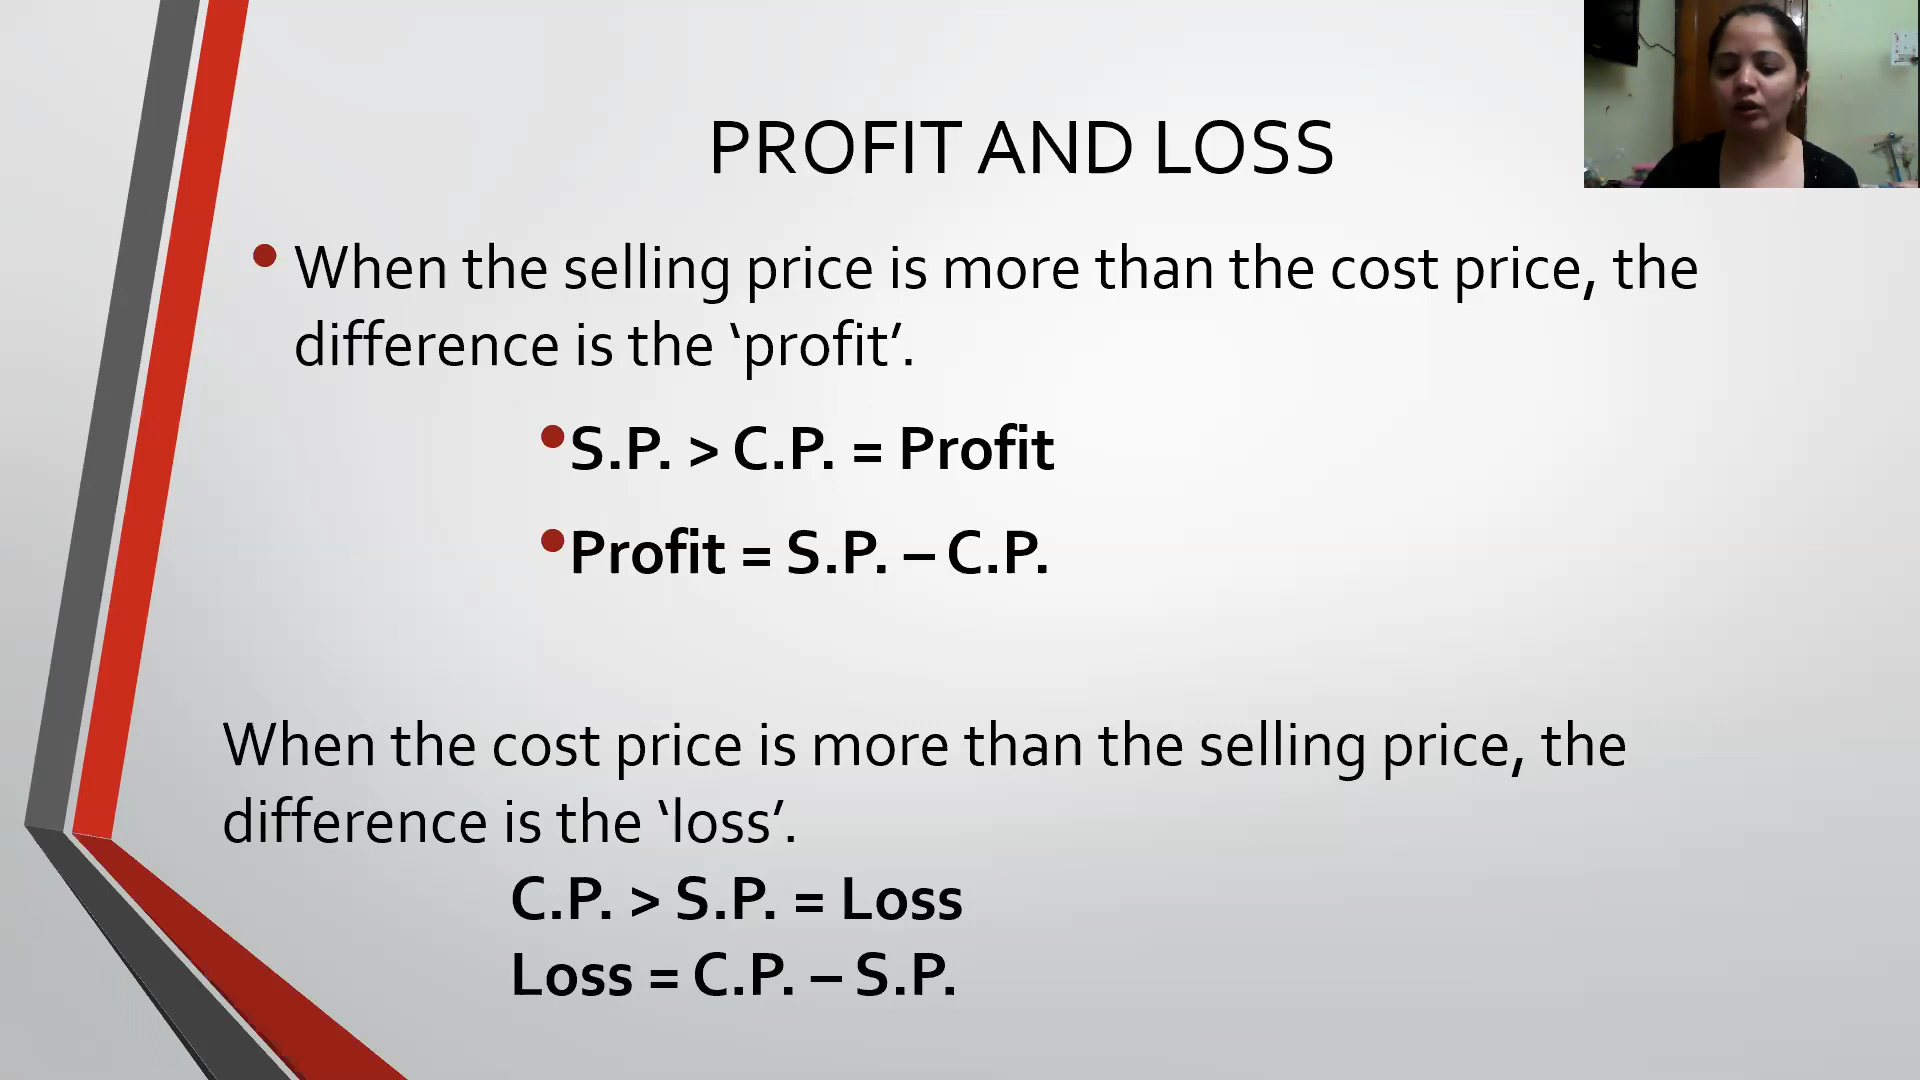 PROFIT AND LOSS
• When the selling price is more than the cost price, the
difference is the ‘profit’.
• S.P. > C.P. = Profit
• Profit = S.P. – C.P.
When the cost price is more than the selling price, the
difference is the ‘loss’.
C.P. > S.P. = Loss
Loss = C.P. – S.P.